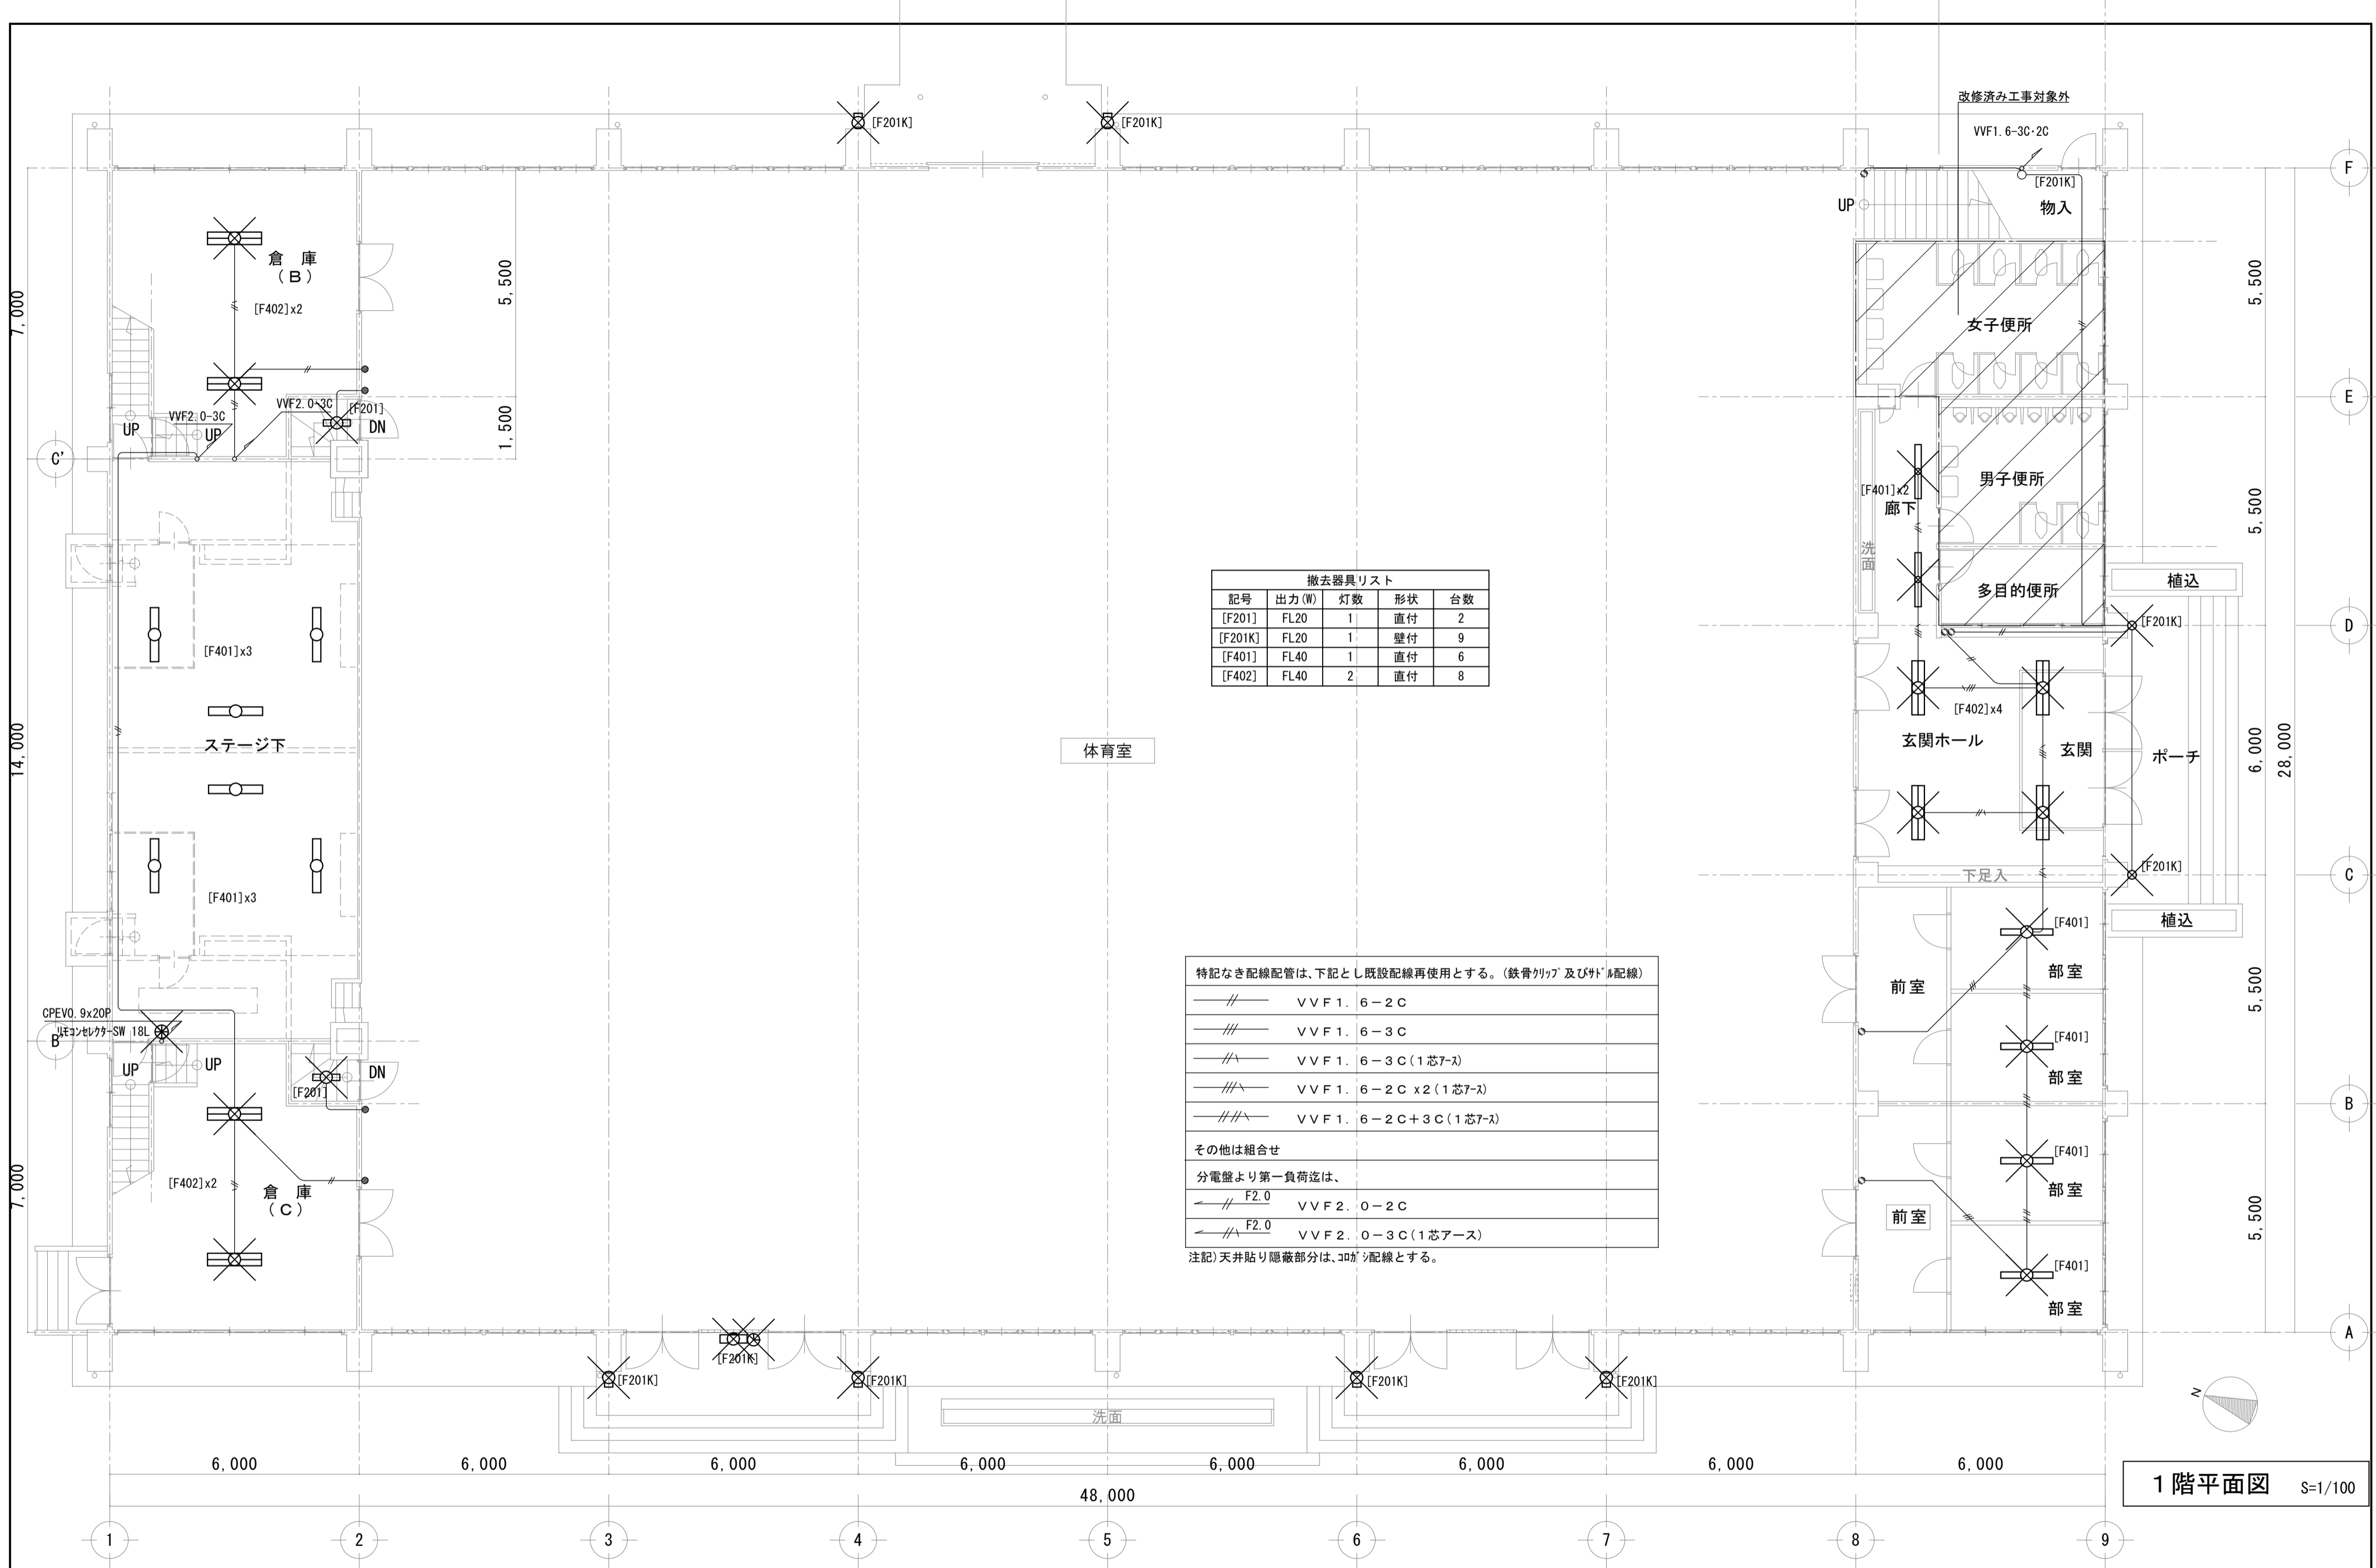 [F201K]
[F201K]
改修済み工事対象外
VVF1.6-3C・2C
[F201K]
物入
UP
F
倉 庫
(B)
[F402]x2
7,000
5,500
女子便所
5,500
VVF2.0-3C
VVF2.0-3C
[F201]
UP
UP
DN
1,500
E
C'
[F401]x2
廊下
男子便所
5,500
洗面
撤去器具リスト
記号 出力(W) 灯数 形状 台数
[F201] FL20 1 直付 2
[F201K] FL20 1 壁付 9
[F401] FL40 1 直付 6
[F402] FL40 2 直付 8
多目的便所
植込
[F201K]
D
[F401]x3
ステージ下
14,000
体育室
[F402]x4
玄関ホール
玄関
ポーチ
6,000
28,000
[F401]x3
下足入
[F201K]
C
植込
[F401]
部室
前室
5,500
特記なき配線配管は、下記とし既設配線再使用とする。(鉄骨クリップ及びサドル配線)
VVF1.6-2C
VVF1.6-3C
VVF1.6-3C(1芯アース)
VVF1.6-2C x2(1芯アース)
VVF1.6-2C+3C(1芯アース)
その他は組合せ
分電盤より第一負荷迄は、
F2.0 VVF2.0-2C
F2.0 VVF2.0-3C(1芯アース)
注記)天井貼り隠蔽部分は、コロガシ配線とする。
CPEV0.9x20P
リモコンセレクターSW 18L
B'
UP
UP
DN
[F201]
[F401]
部室
B
[F402]x2
倉 庫
(C)
7,000
[F401]
部室
前室
5,500
[F401]
部室
A
[F201K]
[F201K]
[F201K]
[F201K]
[F201K]
洗面
N
6,000 6,000 6,000 6,000 6,000 6,000 6,000 6,000
48,000
1階平面図 S=1/100
1 2 3 4 5 6 7 8 9